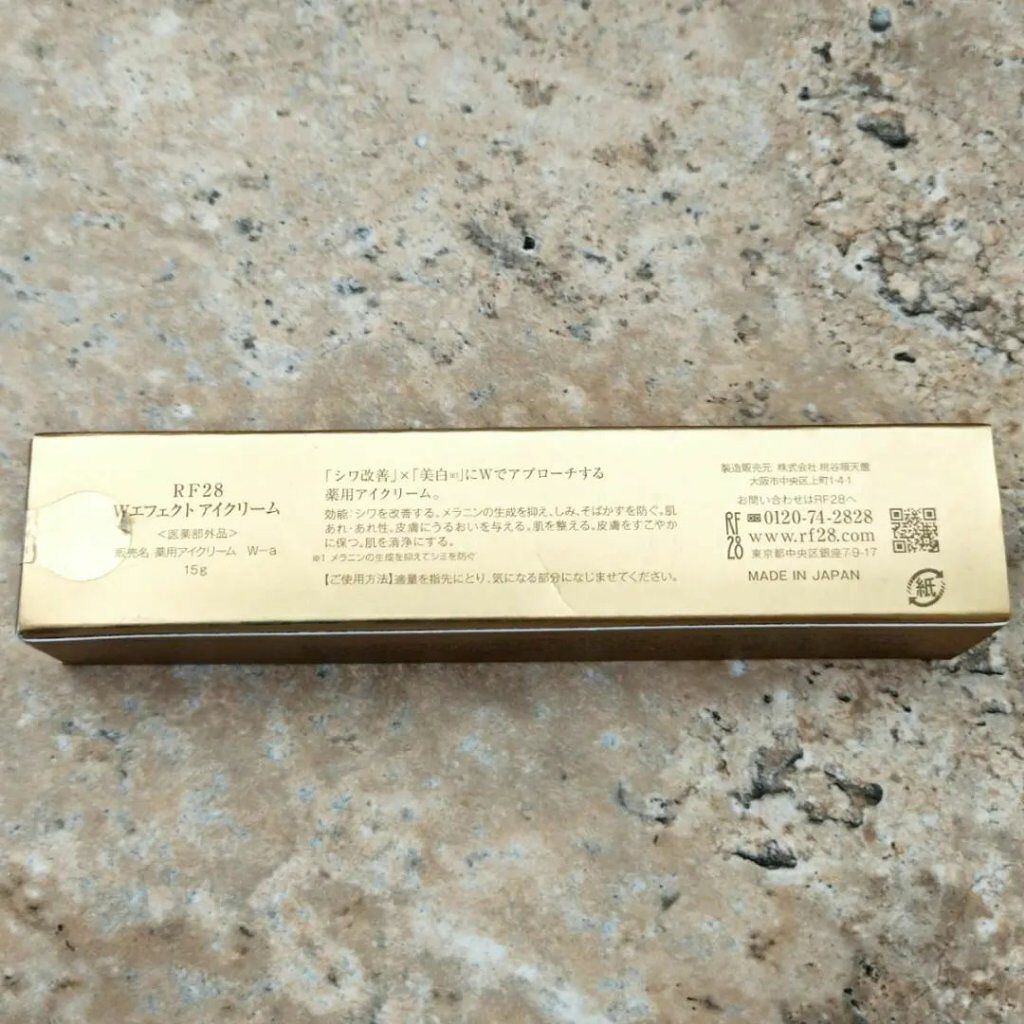 RF28
Wエフェクト アイクリーム
<医薬部外品>
販売名 薬用アイクリーム W-a
15g
「シワ改善」×「美白※1」にWでアプローチする
薬用アイクリーム。
効能:シワを改善する。メラニンの生成を抑え、しみ、そばかすを防ぐ。肌
あれ・あれ性。皮膚にうるおいを与える。肌を整える。皮膚をすこやか
に保つ。肌を清浄にする。
※1 メラニンの生成を抑えてシミを防ぐ
【ご使用方法】適量を指先にとり、気になる部分になじませてください。
製造販売元 株式会社 桃谷順天館
大阪市中央区上町1-4-1
お問い合わせはRF28へ
RF
28
0120-74-2828
www.rf28.com
東京都中央区銀座7-9-17
MADE IN JAPAN
紙